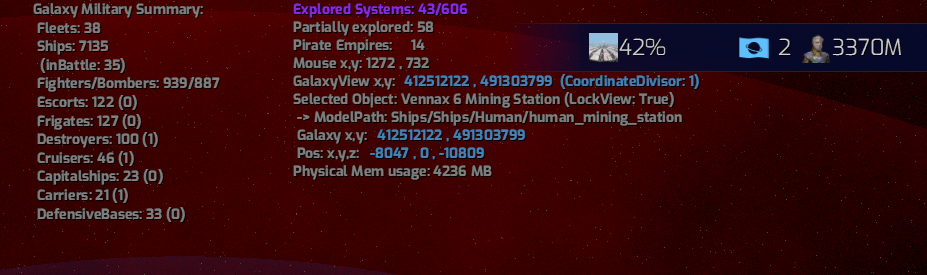 Galaxy Military Summary:
Fleets: 38
Ships: 7135
(inBattle: 35)
Fighters/Bombers: 939/887
Escorts: 122 (0)
Frigates: 127 (0)
Destroyers: 100 (1)
Cruisers: 46 (1)
Capitalships: 23 (0)
Carriers: 21 (1)
DefensiveBases: 33 (0)
Explored Systems: 43/606
Partially explored: 58
Pirate Empires: 14
Mouse x,y: 1272 , 732
GalaxyView x,y: 412512122 , 491303799 (CoordinateDivisor: 1)
Selected Object: Vennax 6 Mining Station (LockView: True)
-> ModelPath: Ships/Ships/Human/human_mining_station
Galaxy x,y: 412512122 , 491303799
Pos: x,y,z: -8047 , 0 , -10809
Physical Mem usage: 4236 MB
42% 2 3370M